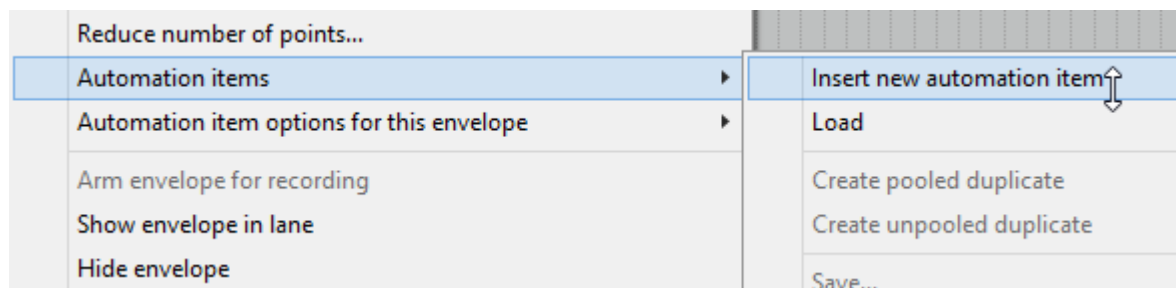 Reduce number of points...
Automation items
Automation item options for this envelope
Arm envelope for recording
Show envelope in lane
Hide envelope
Insert new automation item
Load
Create pooled duplicate
Create unpooled duplicate
Save...